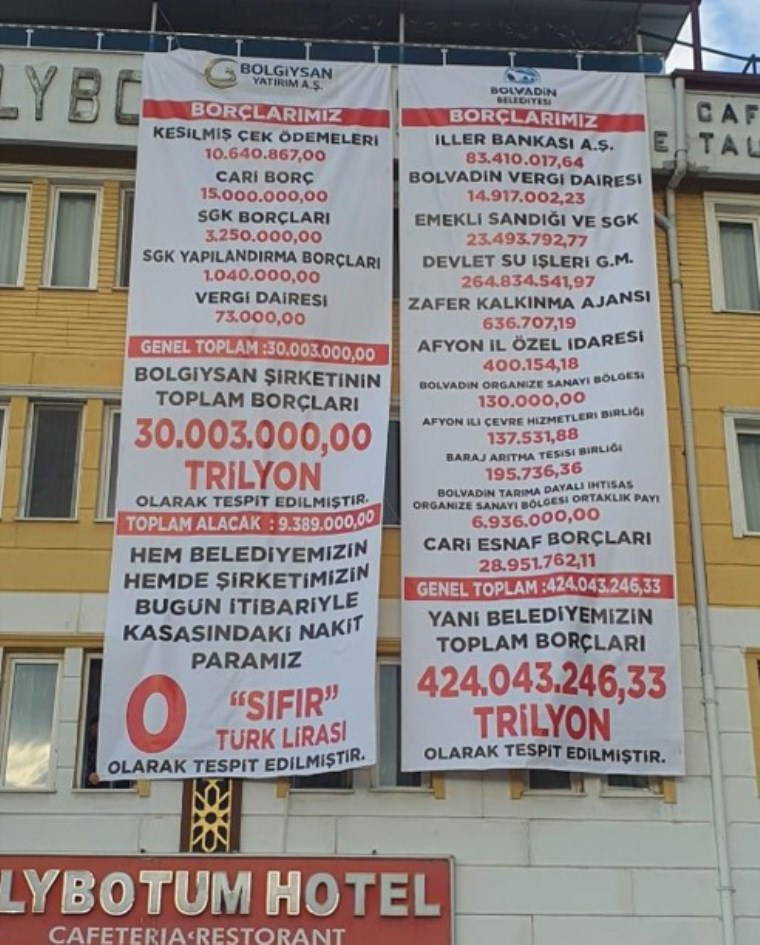 LYBO
BOLGİYSAN
YATIRIM A.Ş.
BORÇLARIMIZ
KESİLMİŞ ÇEK ÖDEMELERİ
10.640.867,00
CARİ BORÇ
15.000.000,00
SGK BORÇLARI
3.250.000,00
SGK YAPILANDIRMA BORÇLARI
1.040.000,00
VERGİ DAİRESİ
73.000,00
GENEL TOPLAM :30.003.000,00
BOLGİYSAN ŞİRKETİNİN
TOPLAM BORÇLARI
30.003.000,00
TRİLYON
OLARAK TESPİT EDİLMİŞTİR.
TOPLAM ALACAK : 9.389.000,00
HEM BELEDİYEMİZİN
HEMDE ŞİRKETİMİZİN
BUGÜN İTİBARİYLE
KASASINDAKİ NAKİT
PARAMIZ
0 "SIFIR"
TÜRK LİRASI
OLARAK TESPİT EDİLMİŞTİR.
BOLVADİN
BELEDİYESİ
BORÇLARIMIZ
İLLER BANKASI A.Ş.
83.410.017,64
BOLVADİN VERGİ DAİRESİ
14.917.002,23
EMEKLİ SANDIĞI VE SGK
23.493.792,77
DEVLET SU İŞLERİ G.M.
264.834.541,97
ZAFER KALKINMA AJANSI
636.707,19
AFYON İL ÖZEL İDARESİ
400.154,18
BOLVADİN ORGANİZE SANAYİ BÖLGESİ
130.000,00
AFYON İLİ ÇEVRE HİZMETLERİ BİRLİĞİ
137.531,88
BARAJ ARITMA TESİSİ BİRLİĞİ
195.736,36
BOLVADİN TARIMA DAYALI İHTİSAS
ORGANİZE SANAYİ BÖLGESİ ORTAKLIK PAYI
6.936.000,00
CARİ ESNAF BORÇLARI
28.951.762,11
GENEL TOPLAM :424.043.246,33
YANİ BELEDİYEMİZİN
TOPLAM BORÇLARI
424.043.246,33
TRİLYON
OLARAK TESPİT EDİLMİŞTİR.
CAF
E TAU
LYBOTUM HOTEL
CAFETERİA RESTORANT